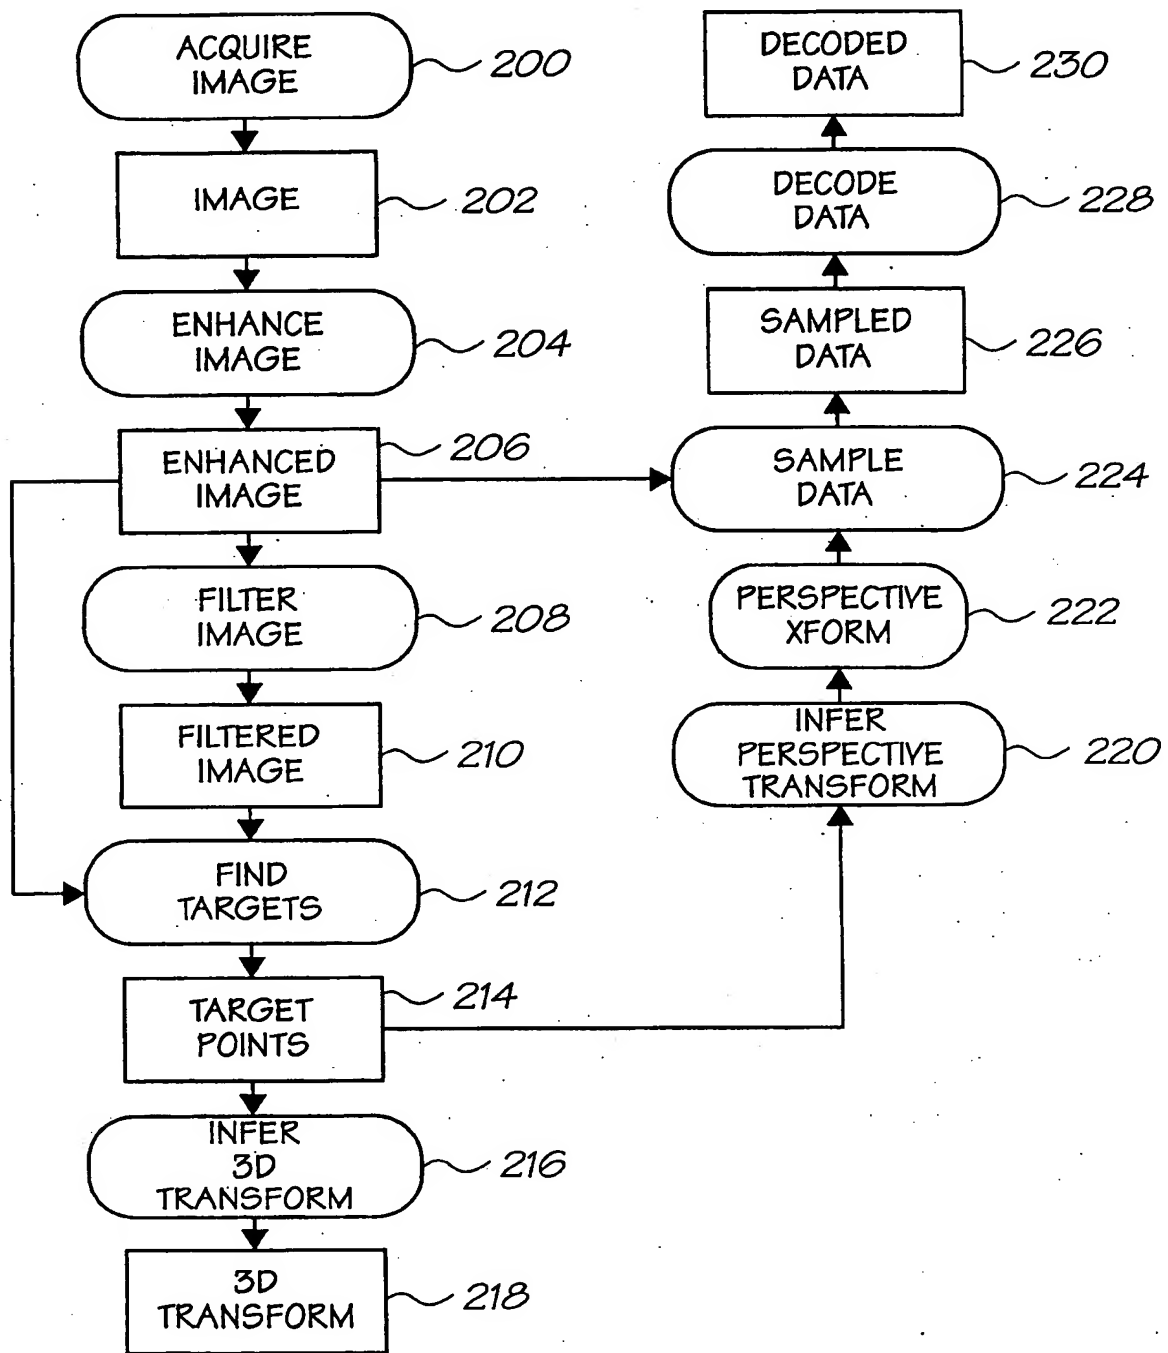 ACQUIRE
IMAGE
200
IMAGE
202
ENHANCE
IMAGE
204
ENHANCED
IMAGE
206
FILTER
IMAGE
208
FILTERED
IMAGE
210
FIND
TARGETS
212
TARGET
POINTS
214
INFER
3D
TRANSFORM
216
3D
TRANSFORM
218
DECODED
DATA
230
DECODE
DATA
228
SAMPLED
DATA
226
SAMPLE
DATA
224
PERSPECTIVE
XFORM
222
INFER
PERSPECTIVE
TRANSFORM
220